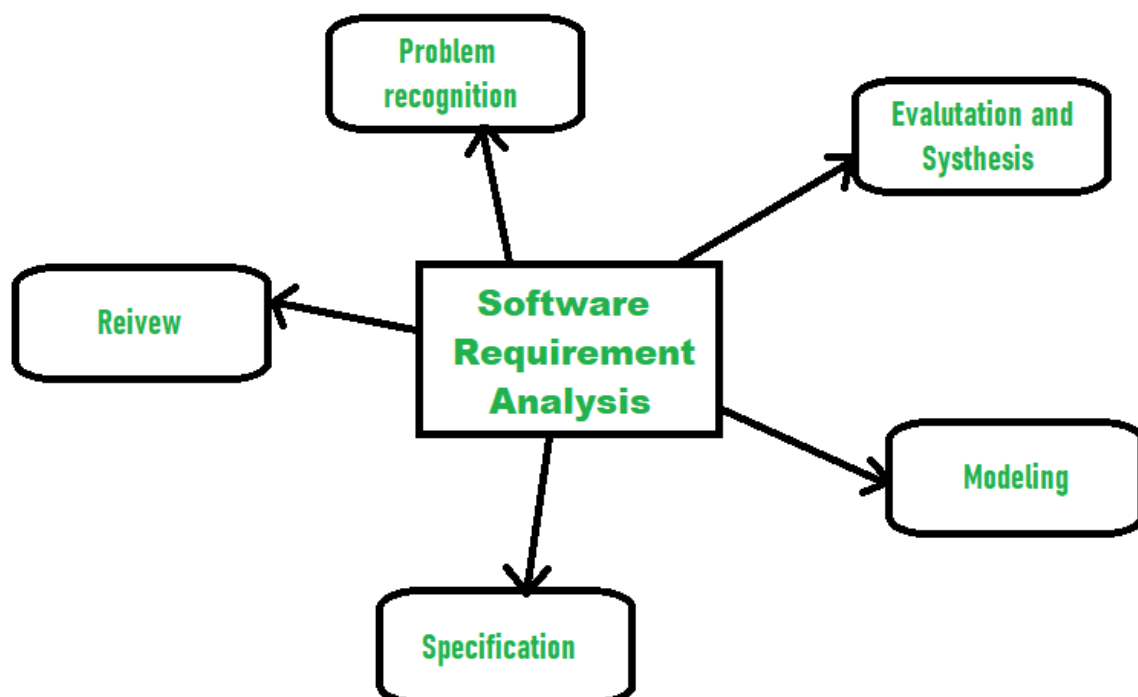 Problem
recognition
Evalutation and
Systhesis
Software
Requirement
Analysis
Reivew
Modeling
Specification